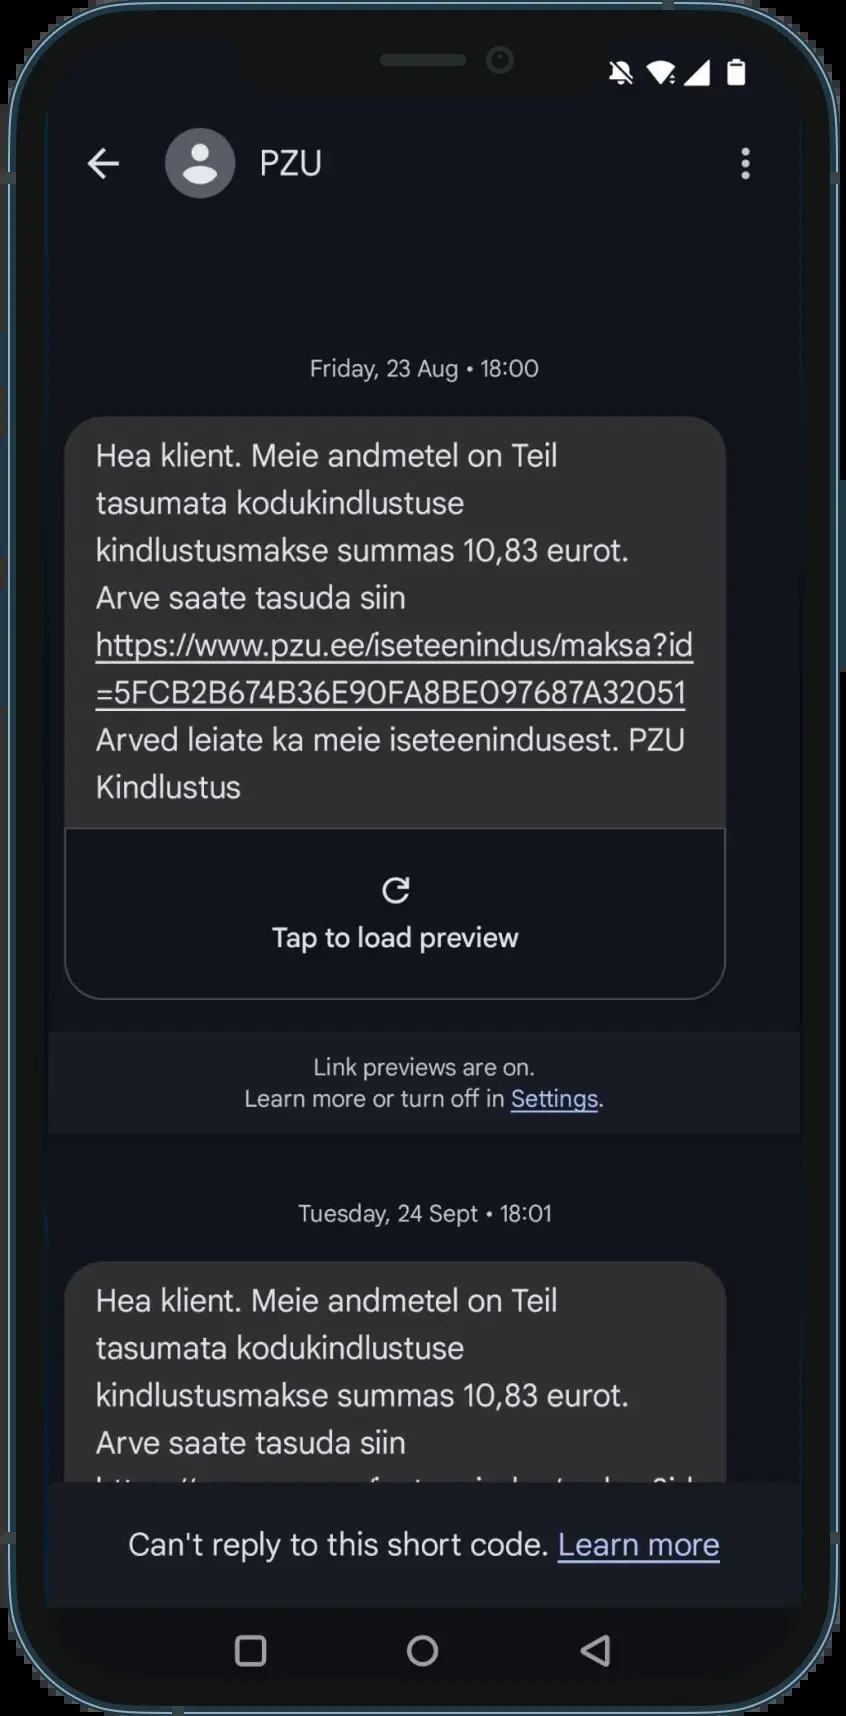 PZU
Friday, 23 Aug • 18:00
Hea klient. Meie andmetel on Teil
tasumata kodukindlustuse
kindlustusmakse summas 10,83 eurot.
Arve saate tasuda siin
https://www.pzu.ee/iseteenindus/maksa?id
=5FCB2B674B36E90FA8BE097687A32051
Arved leiate ka meie iseteenindusest. PZU
Kindlustus
Tap to load preview
Link previews are on.
Learn more or turn off in Settings.
Tuesday, 24 Sept • 18:01
Hea klient. Meie andmetel on Teil
tasumata kodukindlustuse
kindlustusmakse summas 10,83 eurot.
Arve saate tasuda siin
Can't reply to this short code. Learn more